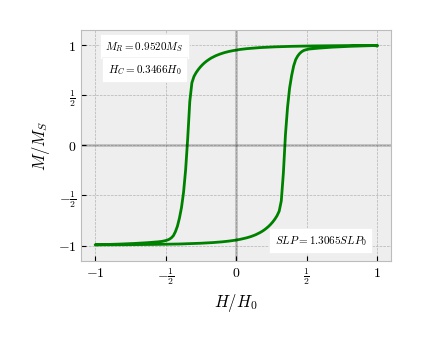 M_R = 0.9520M_S
H_C = 0.3466H_0
SLP = 1.3065SLP_0
M/M_S
1
1/2
0
−1/2
−1
−1
−1/2
0
1/2
1
H/H_0